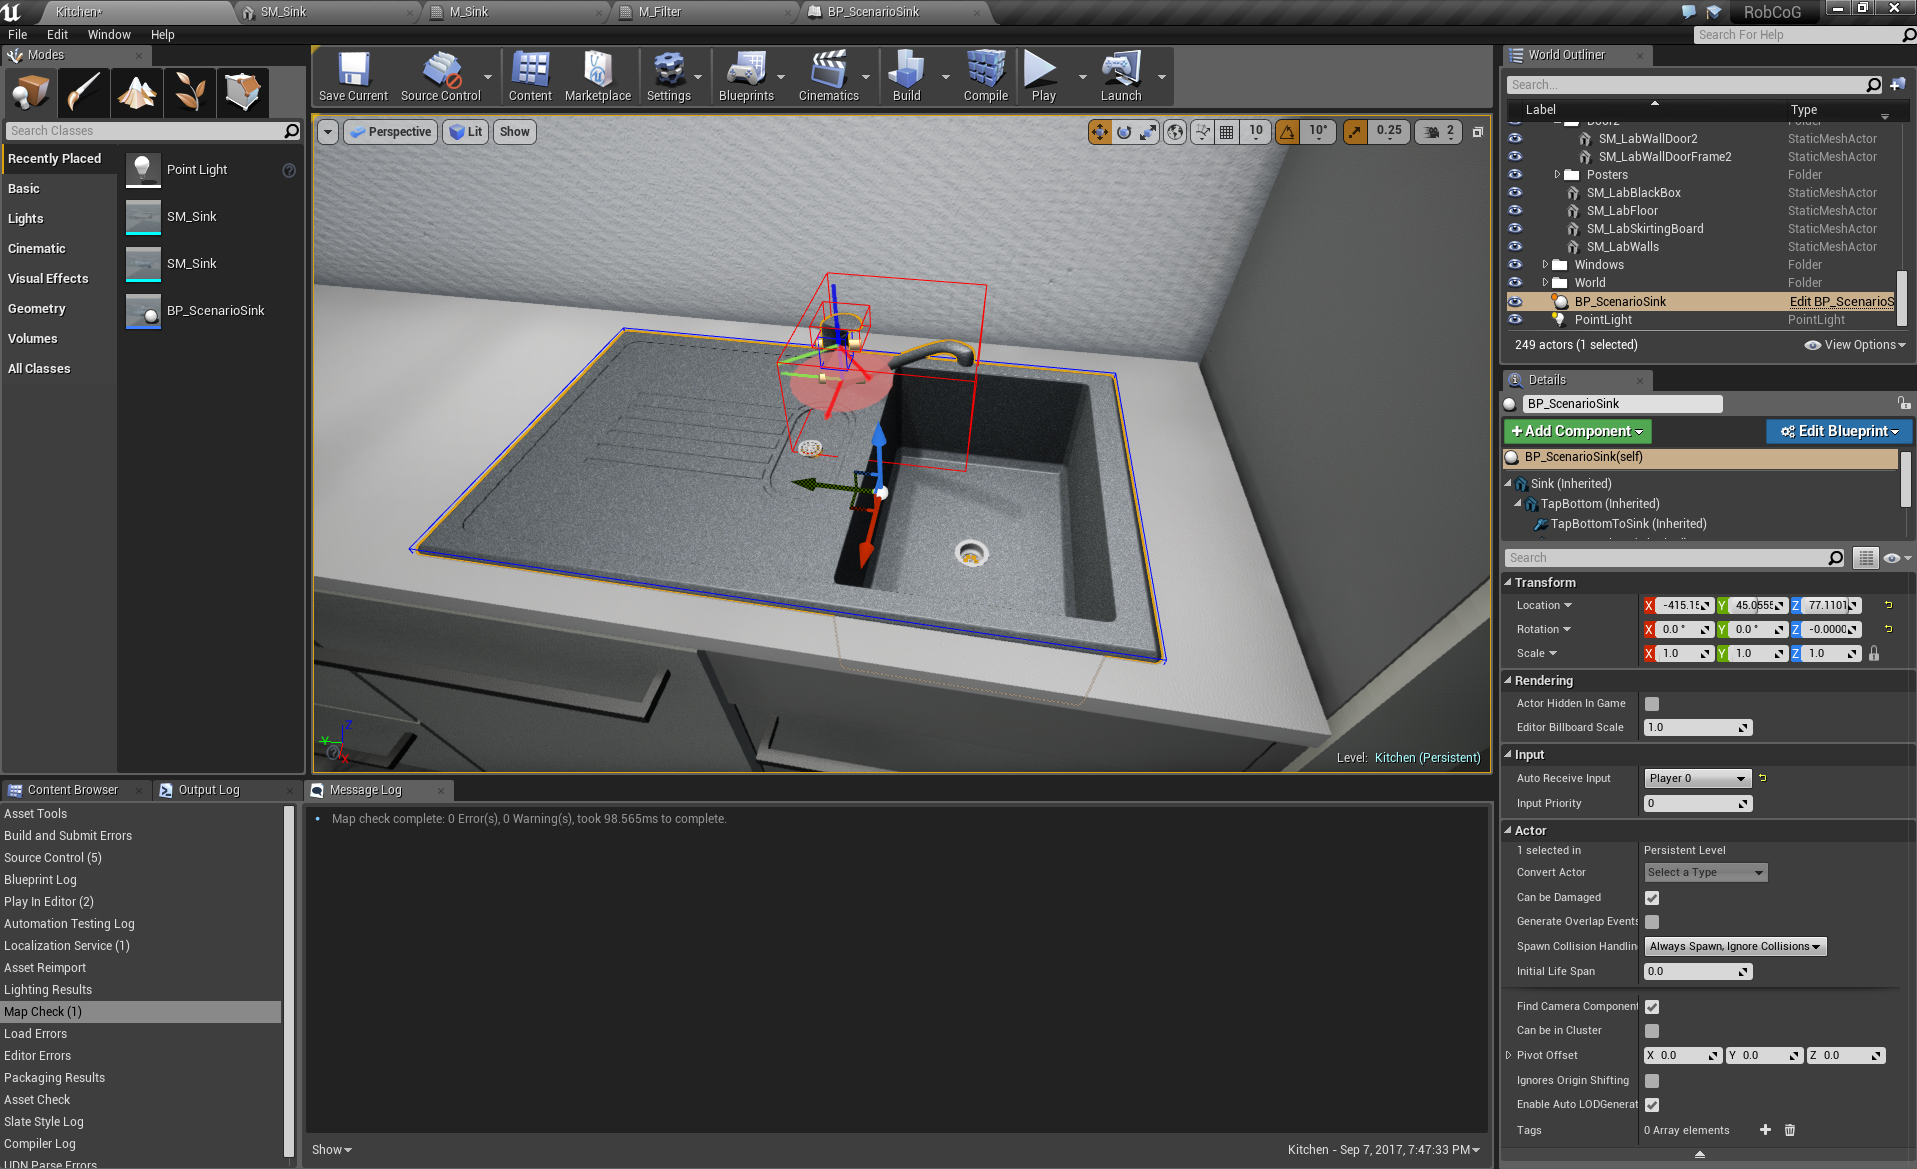 Kitchen*
SM_Sink
M_Sink
M_Filter
BP_ScenarioSink
RobCoG
File Edit Window Help
Search For Help
Modes
Search Classes
Recently Placed
Basic
Lights
Cinematic
Visual Effects
Geometry
Volumes
All Classes
Point Light
SM_Sink
SM_Sink
BP_ScenarioSink
Save Current
Source Control
Content
Marketplace
Settings
Blueprints
Cinematics
Build
Compile
Play
Launch
Perspective
Lit
Show
10
10°
0.25
2
Level: Kitchen (Persistent)
World Outliner
Search...
Label Type
Door2 Folder
SM_LabWallDoor2 StaticMeshActor
SM_LabWallDoorFrame2 StaticMeshActor
Posters Folder
SM_LabBlackBox StaticMeshActor
SM_LabFloor StaticMeshActor
SM_LabSkirtingBoard StaticMeshActor
SM_LabWalls StaticMeshActor
Windows Folder
World Folder
BP_ScenarioSink Edit BP_ScenarioS
PointLight PointLight
249 actors (1 selected)
View Options
Details
BP_ScenarioSink
+Add Component
Edit Blueprint
BP_ScenarioSink(self)
Sink (Inherited)
TapBottom (Inherited)
TapBottomToSink (Inherited)
Search
Transform
Location X -415.15 Y 45.0555 Z 77.1101
Rotation X 0.0 ° Y 0.0 ° Z -0.0000
Scale X 1.0 Y 1.0 Z 1.0
Rendering
Actor Hidden In Game
Editor Billboard Scale 1.0
Input
Auto Receive Input Player 0
Input Priority 0
Actor
1 selected in Persistent Level
Convert Actor Select a Type
Can be Damaged
Generate Overlap Events
Spawn Collision Handlin Always Spawn, Ignore Collisions
Initial Life Span 0.0
Find Camera Component
Can be in Cluster
Pivot Offset X 0.0 Y 0.0 Z 0.0
Ignores Origin Shifting
Enable Auto LODGenerat
Tags 0 Array elements
Content Browser
Output Log
Message Log
Asset Tools
Build and Submit Errors
Source Control (5)
Blueprint Log
Play In Editor (2)
Automation Testing Log
Localization Service (1)
Asset Reimport
Lighting Results
Map Check (1)
Load Errors
Editor Errors
Packaging Results
Asset Check
Slate Style Log
Compiler Log
UDN Parse Errors
Map check complete: 0 Error(s), 0 Warning(s), took 98.565ms to complete.
Show
Kitchen - Sep 7, 2017, 7:47:33 PM